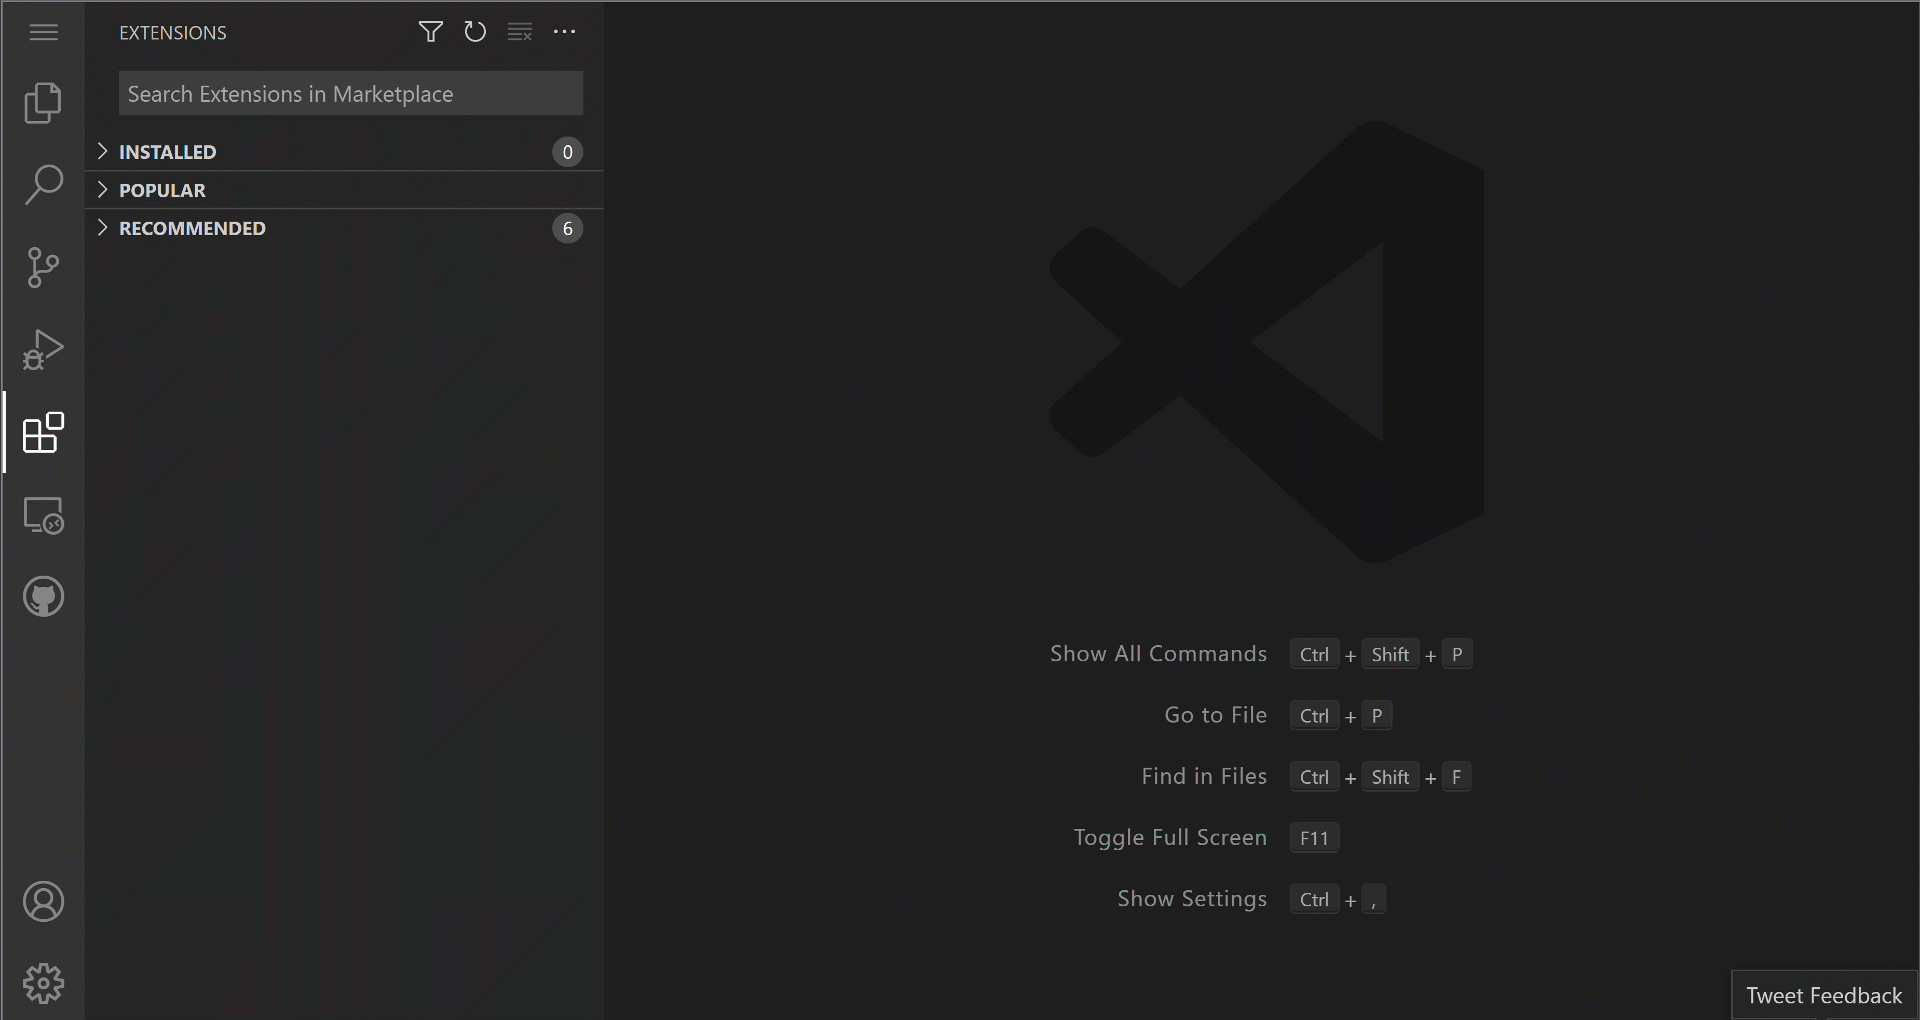 EXTENSIONS
Search Extensions in Marketplace
INSTALLED 0
POPULAR
RECOMMENDED 6
Show All Commands Ctrl + Shift + P
Go to File Ctrl + P
Find in Files Ctrl + Shift + F
Toggle Full Screen F11
Show Settings Ctrl + ,
Tweet Feedback